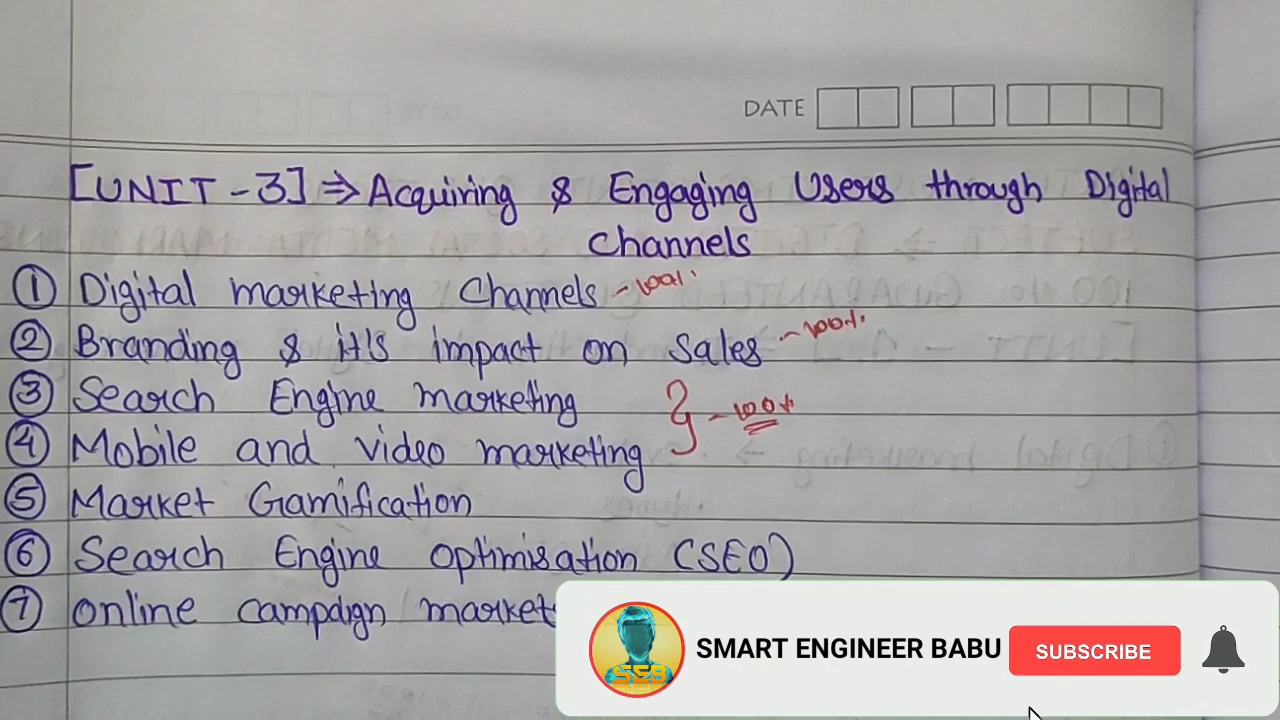 DATE
[UNIT - 3] ⇒ Acquiring & Engaging Users through Digital
Channels
① Digital marketing Channels - 100%
② Branding & it's impact on Sales - 100%
③ Search Engine marketing
} - 100%
④ Mobile and video marketing
⑤ Market Gamification
⑥ Search Engine optimisation (SEO)
⑦ online campaign
SMART ENGINEER BABU
SUBSCRIBE
SEB